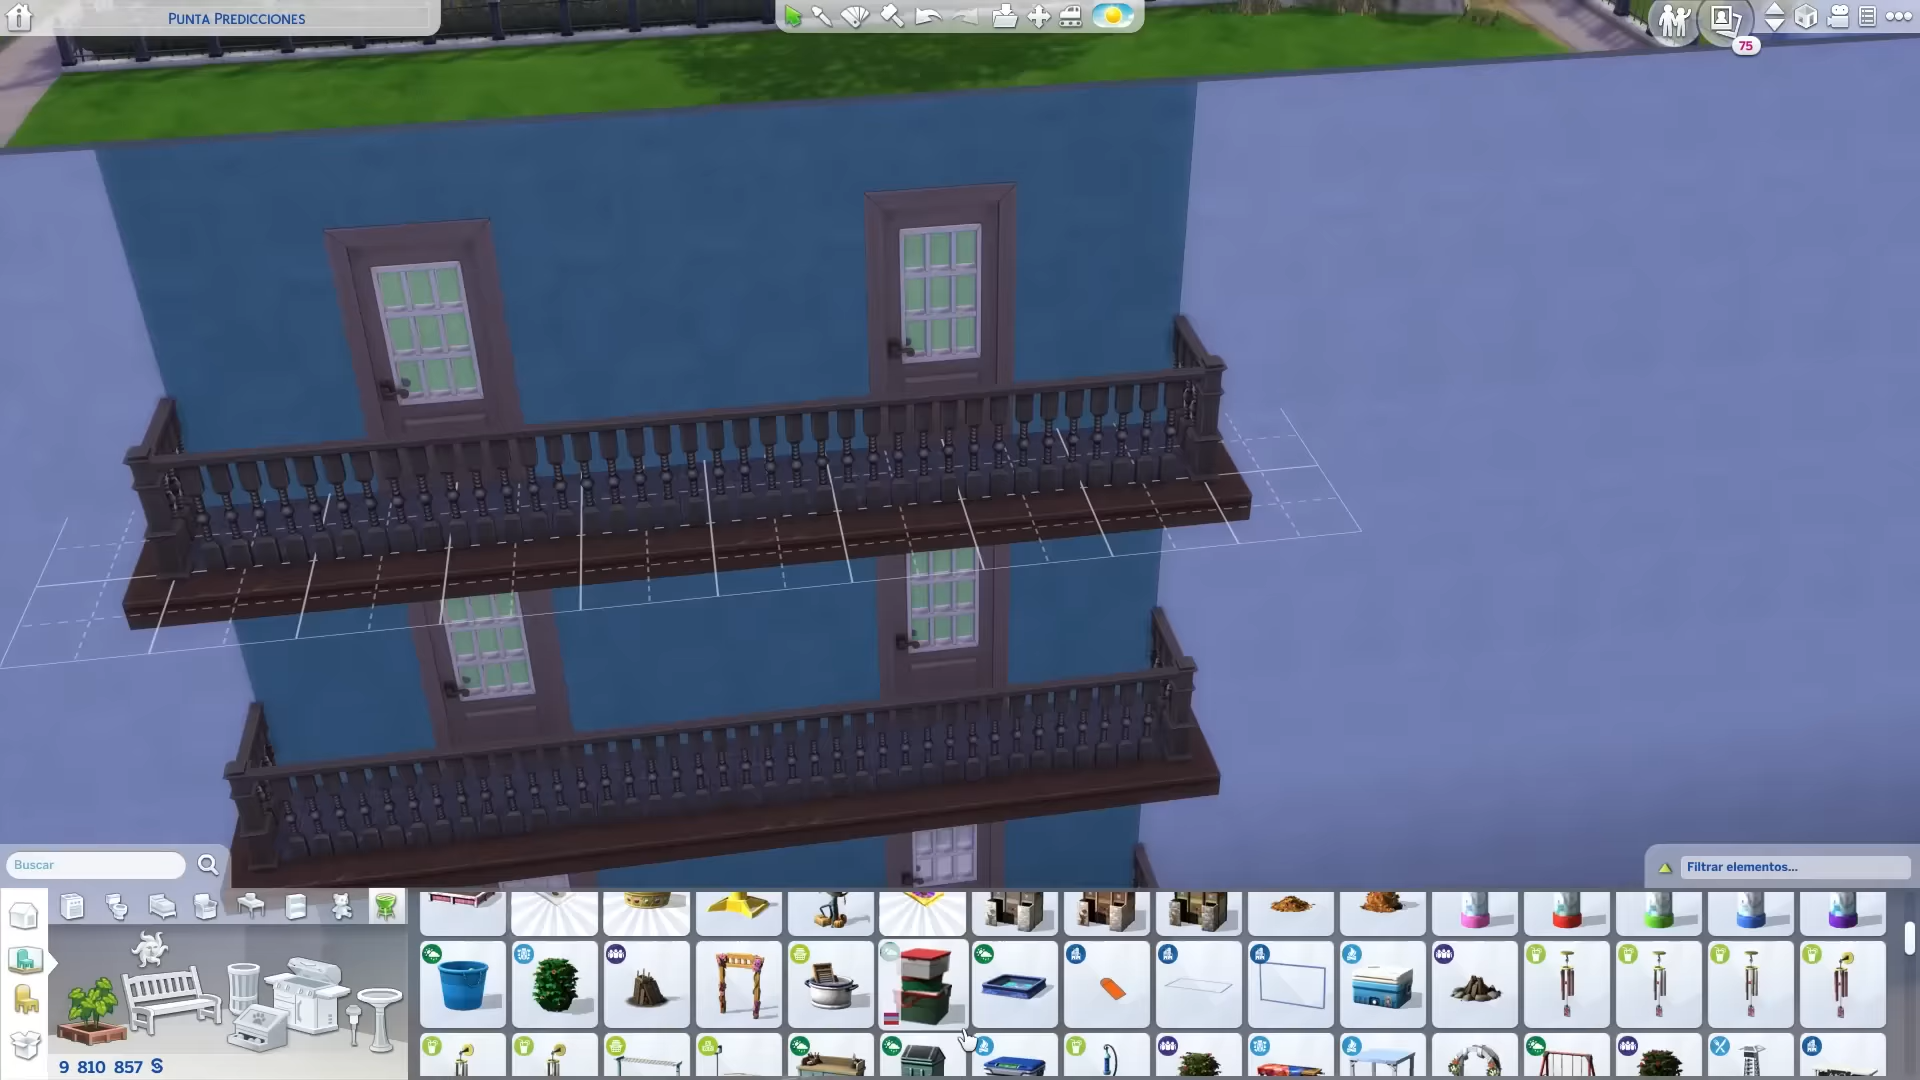 PUNTA PREDICCIONES
75
Buscar
Filtrar elementos...
9 810 857 §